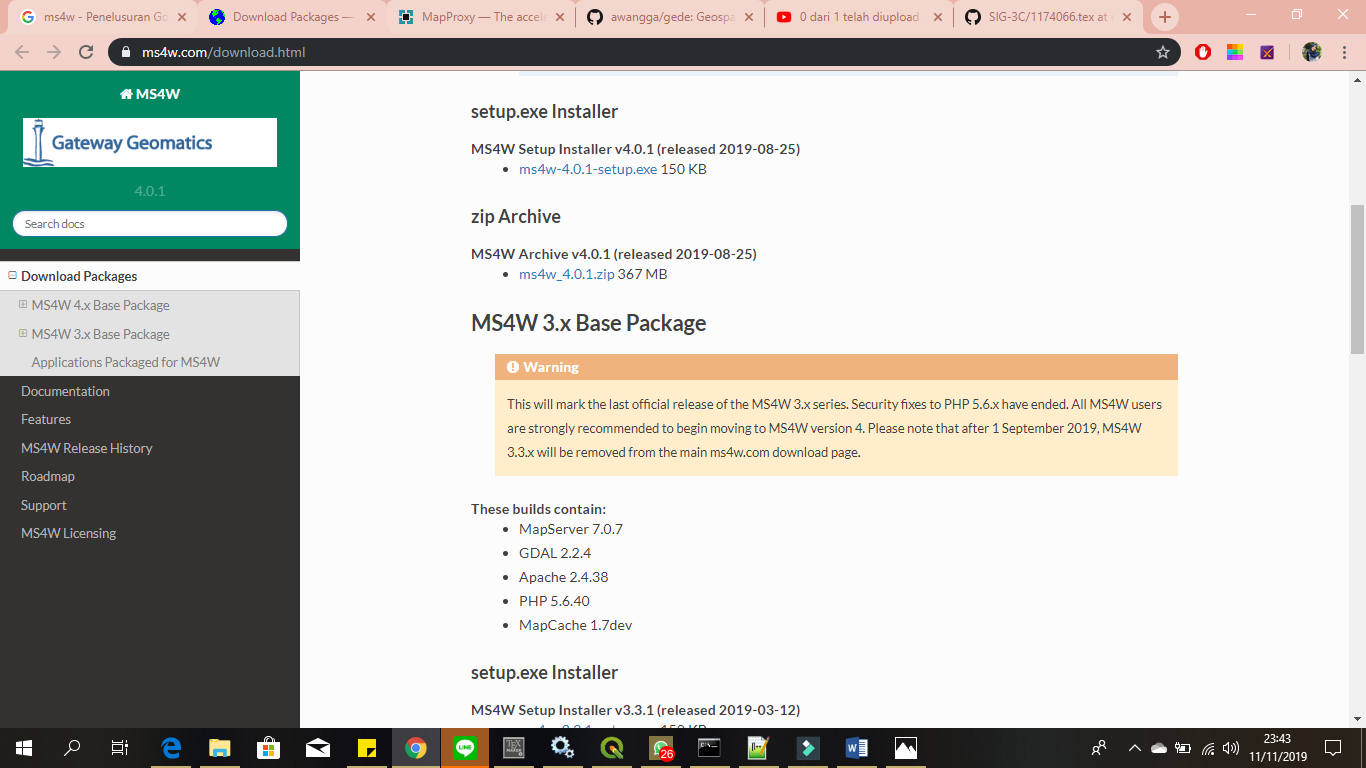 ms4w - Penelusuran Go
Download Packages —
MapProxy — The accele
awangga/gede: Geospa
0 dari 1 telah diupload
SIG-3C/1174066.tex at
ms4w.com/download.html
MS4W
Gateway Geomatics
4.0.1
Search docs
Download Packages
MS4W 4.x Base Package
MS4W 3.x Base Package
Applications Packaged for MS4W
Documentation
Features
MS4W Release History
Roadmap
Support
MS4W Licensing
setup.exe Installer
MS4W Setup Installer v4.0.1 (released 2019-08-25)
• ms4w-4.0.1-setup.exe 150 KB
zip Archive
MS4W Archive v4.0.1 (released 2019-08-25)
• ms4w_4.0.1.zip 367 MB
MS4W 3.x Base Package
Warning
This will mark the last official release of the MS4W 3.x series. Security fixes to PHP 5.6.x have ended. All MS4W users
are strongly recommended to begin moving to MS4W version 4. Please note that after 1 September 2019, MS4W
3.3.x will be removed from the main ms4w.com download page.
These builds contain:
• MapServer 7.0.7
• GDAL 2.2.4
• Apache 2.4.38
• PHP 5.6.40
• MapCache 1.7dev
setup.exe Installer
MS4W Setup Installer v3.3.1 (released 2019-03-12)
LINE
26
23:43
11/11/2019